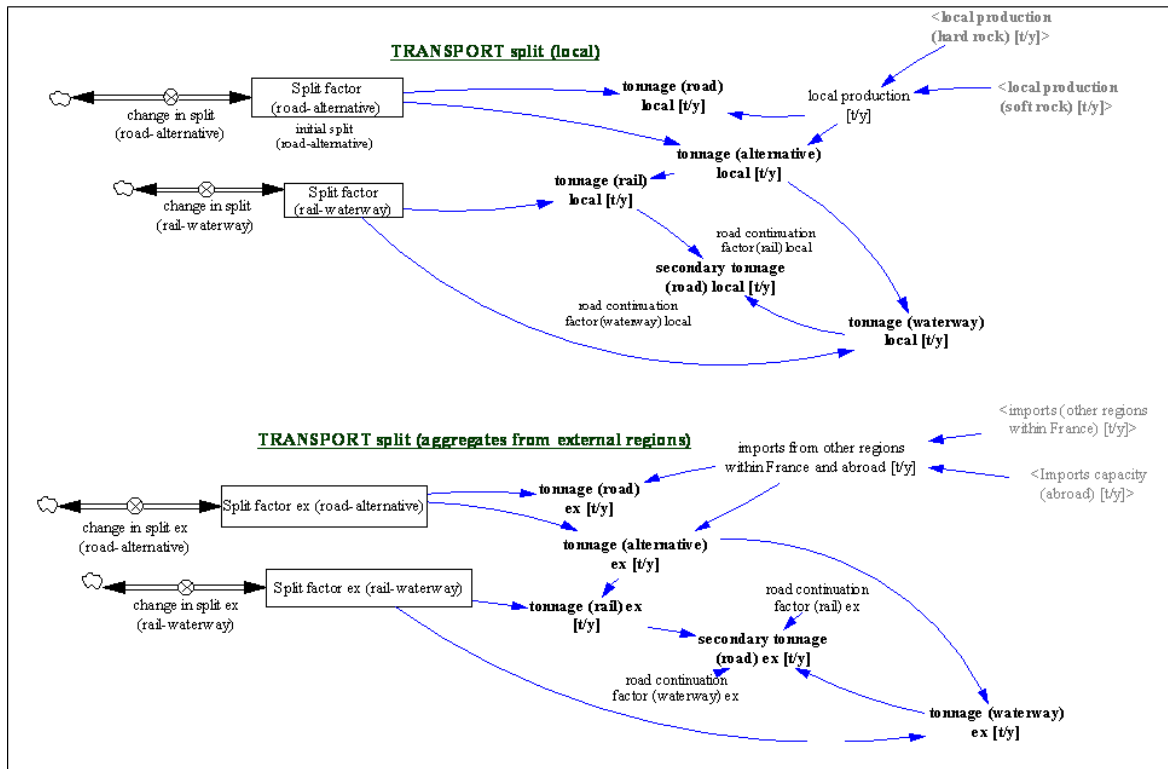 <local production
(hard rock) [t/y]>
TRANSPORT split (local)
Split factor
(road-alternative)
tonnage (road)
local [t/y]
local production
[t/y]
<local production
(soft rock) [t/y]>
change in split
(road-alternative)
initial split
(road-alternative)
tonnage (alternative)
local [t/y]
tonnage (rail)
local [t/y]
Split factor
(rail-waterway)
change in split
(rail-waterway)
road continuation
factor (rail) local
secondary tonnage
(road) local [t/y]
road continuation
factor (waterway) local
tonnage (waterway)
local [t/y]
<imports (other regions
within France) [t/y]>
TRANSPORT split (aggregates from external regions)
imports from other regions
within France and abroad [t/y]
<Imports capacity
(abroad) [t/y]>
tonnage (road)
ex [t/y]
Split factor ex (road-alternative)
change in split ex
(road-alternative)
tonnage (alternative)
ex [t/y]
Split factor ex (rail-waterway)
change in split ex
(rail-waterway)
tonnage (rail) ex
[t/y]
road continuation
factor (rail) ex
secondary tonnage
(road) ex [t/y]
road continuation
factor (waterway) ex
tonnage (waterway)
ex [t/y]